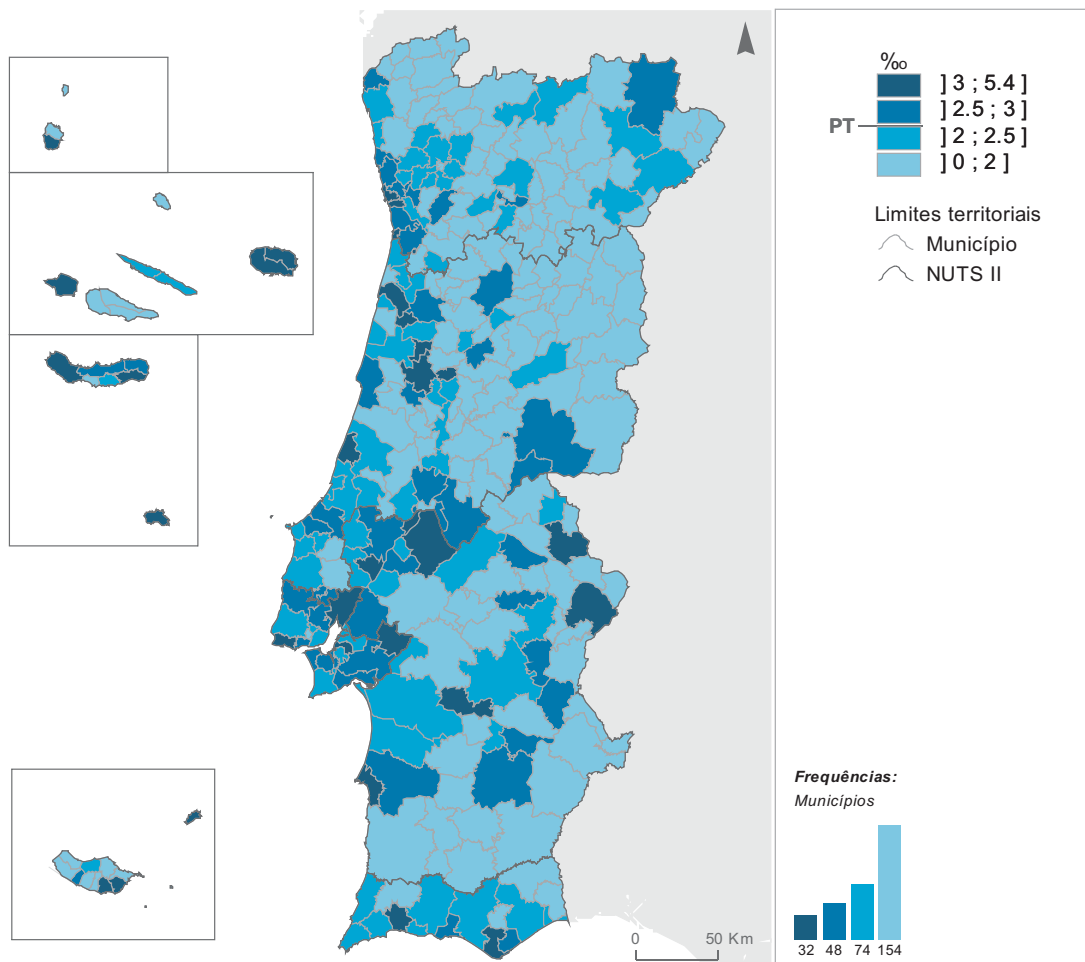 ‰
] 3 ; 5.4 ]
] 2.5 ; 3 ]
PT
] 2 ; 2.5 ]
] 0 ; 2 ]
Limites territoriais
Município
NUTS II
Frequências:
Municípios
32 48 74 154
0 50 Km